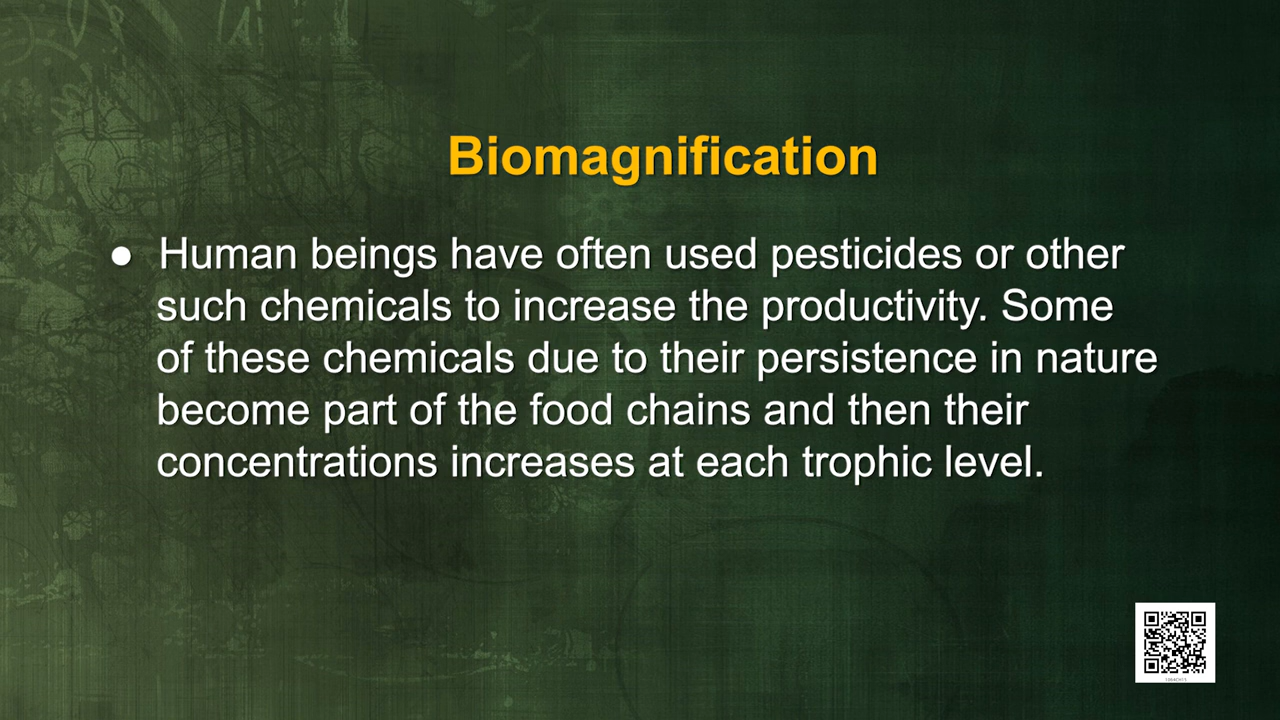 Biomagnification
● Human beings have often used pesticides or other
such chemicals to increase the productivity. Some
of these chemicals due to their persistence in nature
become part of the food chains and then their
concentrations increases at each trophic level.